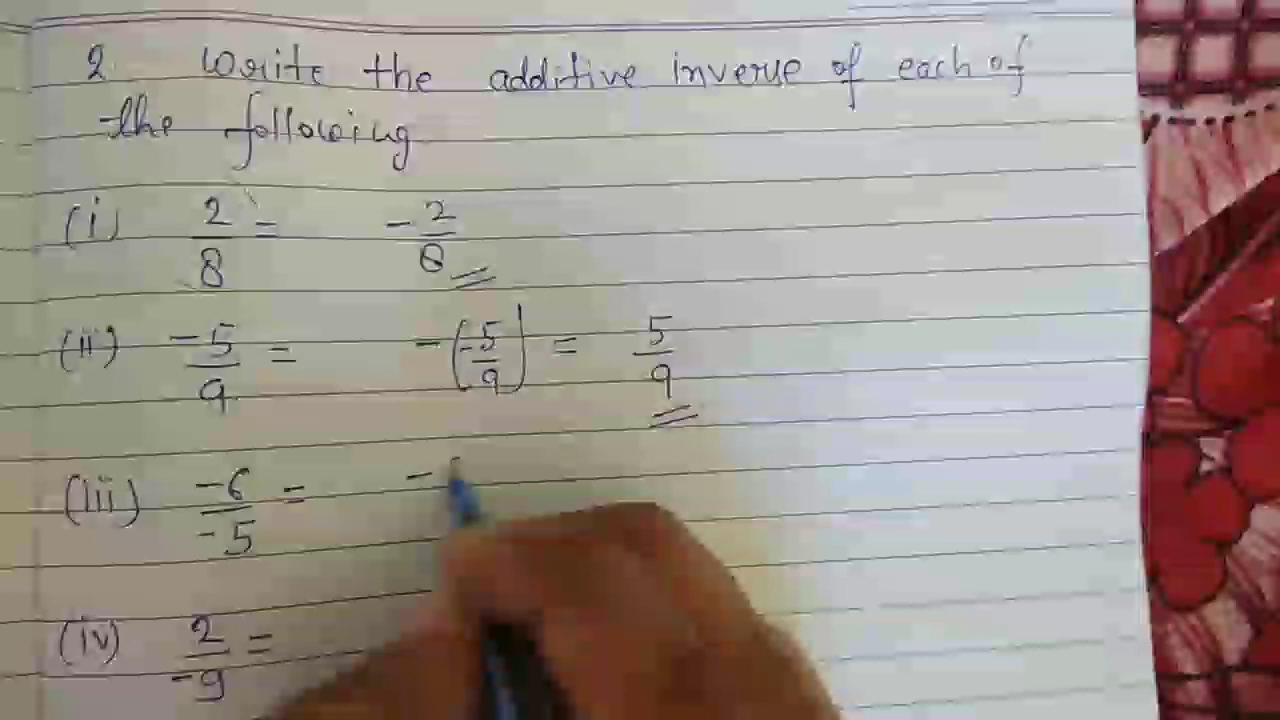 2 Write the additive inverse of each of
the following
(i) 2/8 = -2/8
(ii) -5/9 = -(-5/9) = 5/9
(iii) -6/-5 = -
(iv) 2/-9 =